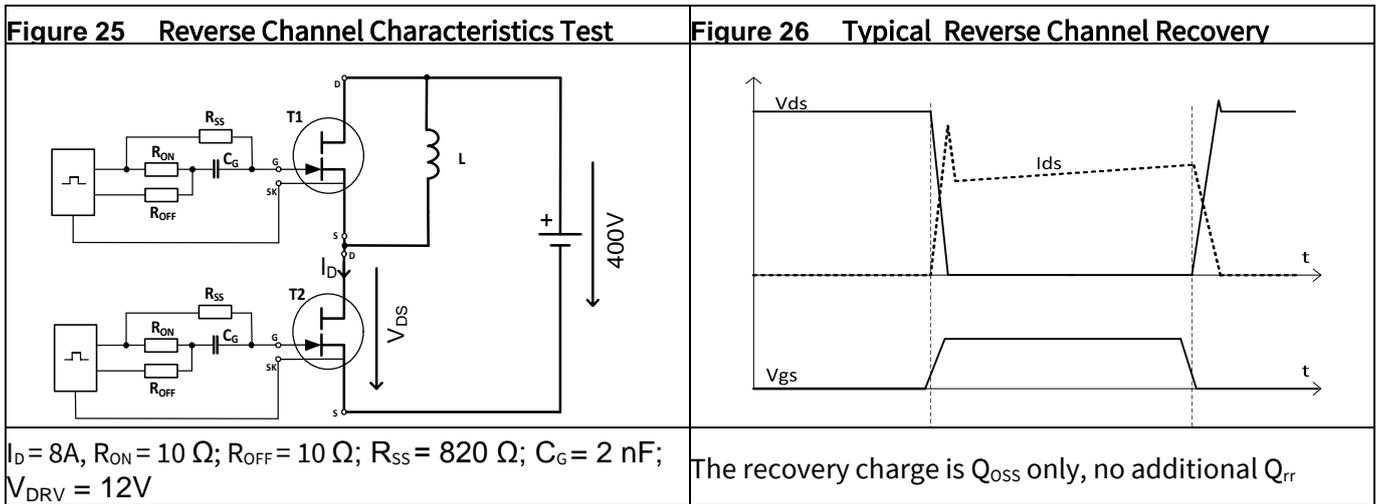 Figure 25 Reverse Channel Characteristics Test
Figure 26 Typical Reverse Channel Recovery
D
T1
RSS
RON
CG
G
SK
ROFF
L
S
D
+
400V
ID
T2
VDS
RSS
RON
CG
G
SK
ROFF
S
Vds
Ids
t
Vgs
t
ID = 8A, RON = 10 Ω; ROFF = 10 Ω; RSS = 820 Ω; CG = 2 nF;
VDRV = 12V
The recovery charge is QOSS only, no additional Qrr